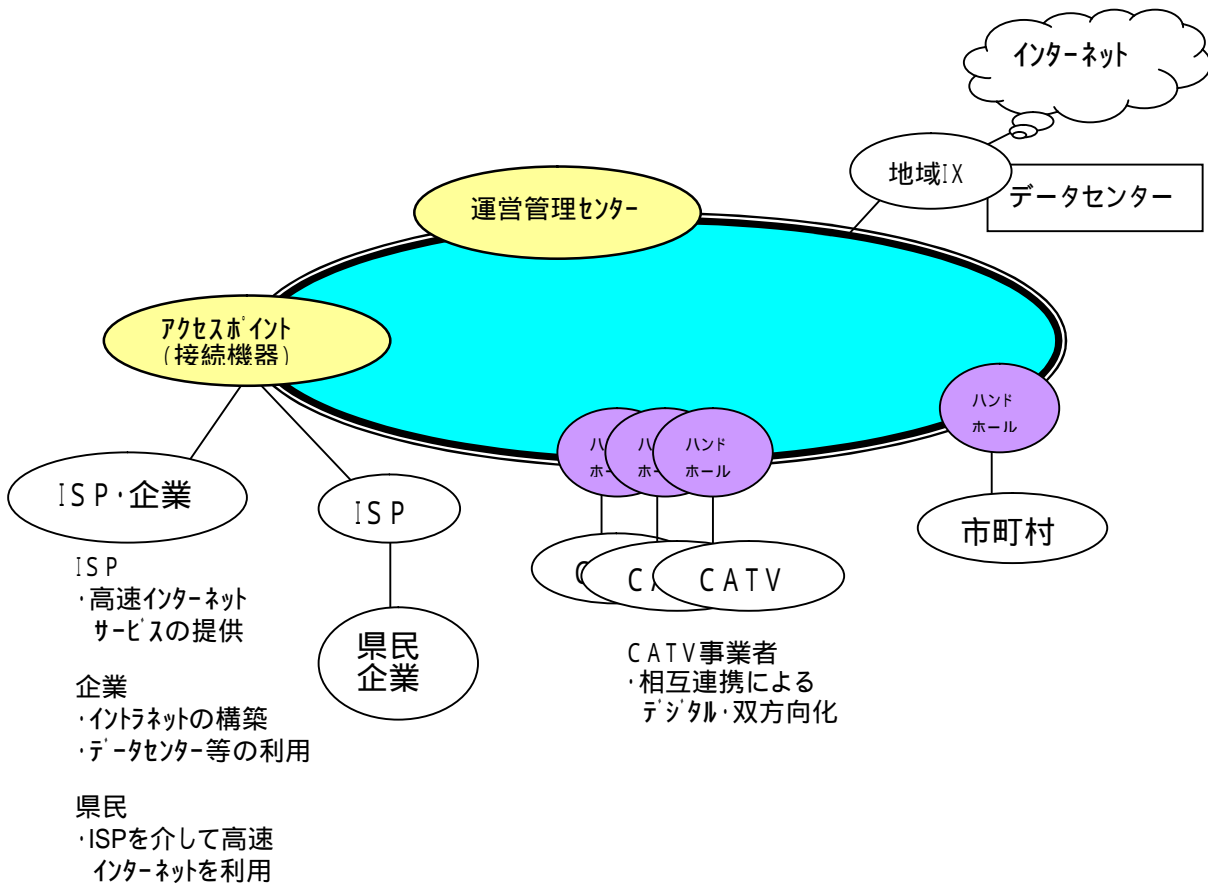 インターネット
地域IX
データセンター
運営管理センター
アクセスポイント
(接続機器)
ハンド
ホール
ハ
ホー
ハ
ホー
ハンド
ホール
ISP・企業
ISP
市町村
C
CA
CATV
ISP
・高速インターネット
サービスの提供
県民
企業
CATV事業者
・相互連携による
デジタル・双方向化
企業
・イントラネットの構築
・データセンター等の利用
県民
・ISPを介して高速
インターネットを利用